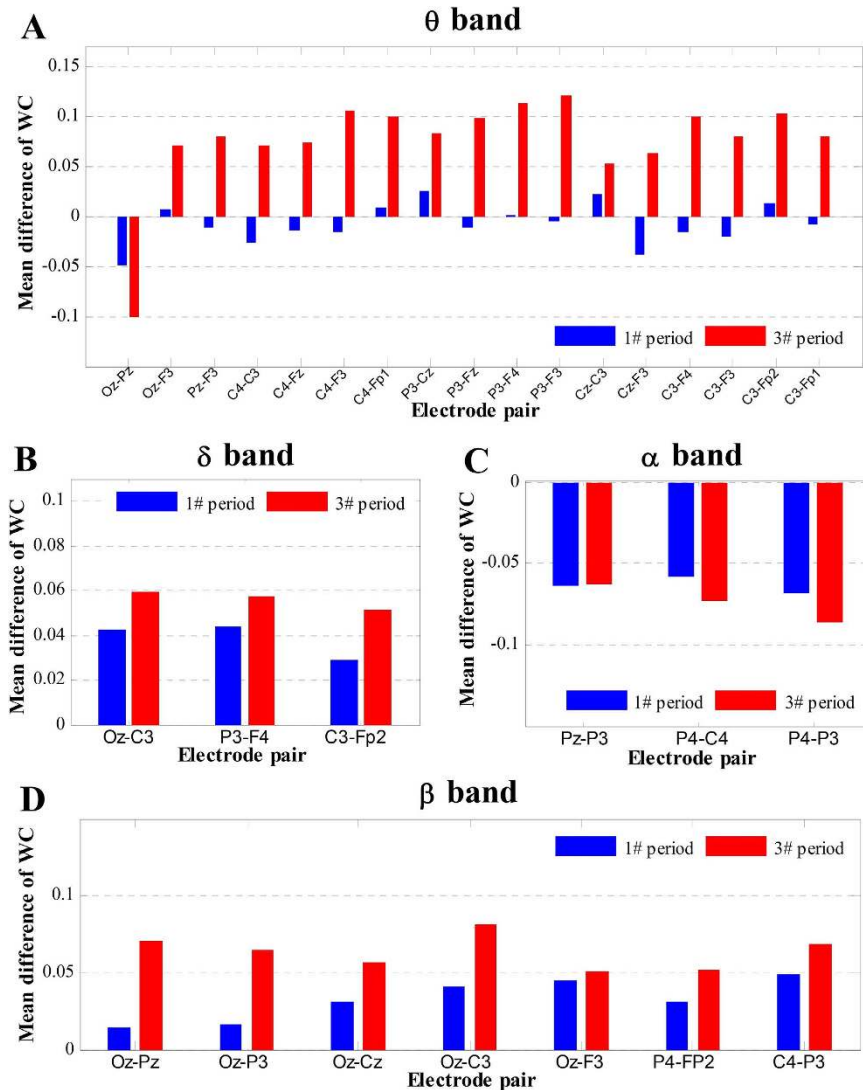 A
θ band
0.15
0.1
0.05
0
-0.05
-0.1
Mean difference of WC
1# period
3# period
Oz-Pz
Oz-F3
Pz-F3
C4-C3
C4-Fz
C4-F3
C4-Fp1
P3-Cz
P3-Fz
P3-F4
P3-F3
Cz-C3
Cz-F3
C3-F4
C3-F3
C3-Fp2
C3-Fp1
Electrode pair
B
δ band
0.1
0.08
0.06
0.04
0.02
0
Mean difference of WC
1# period
3# period
Oz-C3
P3-F4
C3-Fp2
Electrode pair
C
α band
0
-0.05
-0.1
Mean difference of WC
1# period
3# period
Pz-P3
P4-C4
P4-P3
Electrode pair
D
β band
0.1
0.05
0
Mean difference of WC
1# period
3# period
Oz-Pz
Oz-P3
Oz-Cz
Oz-C3
Oz-F3
P4-FP2
C4-P3
Electrode pair